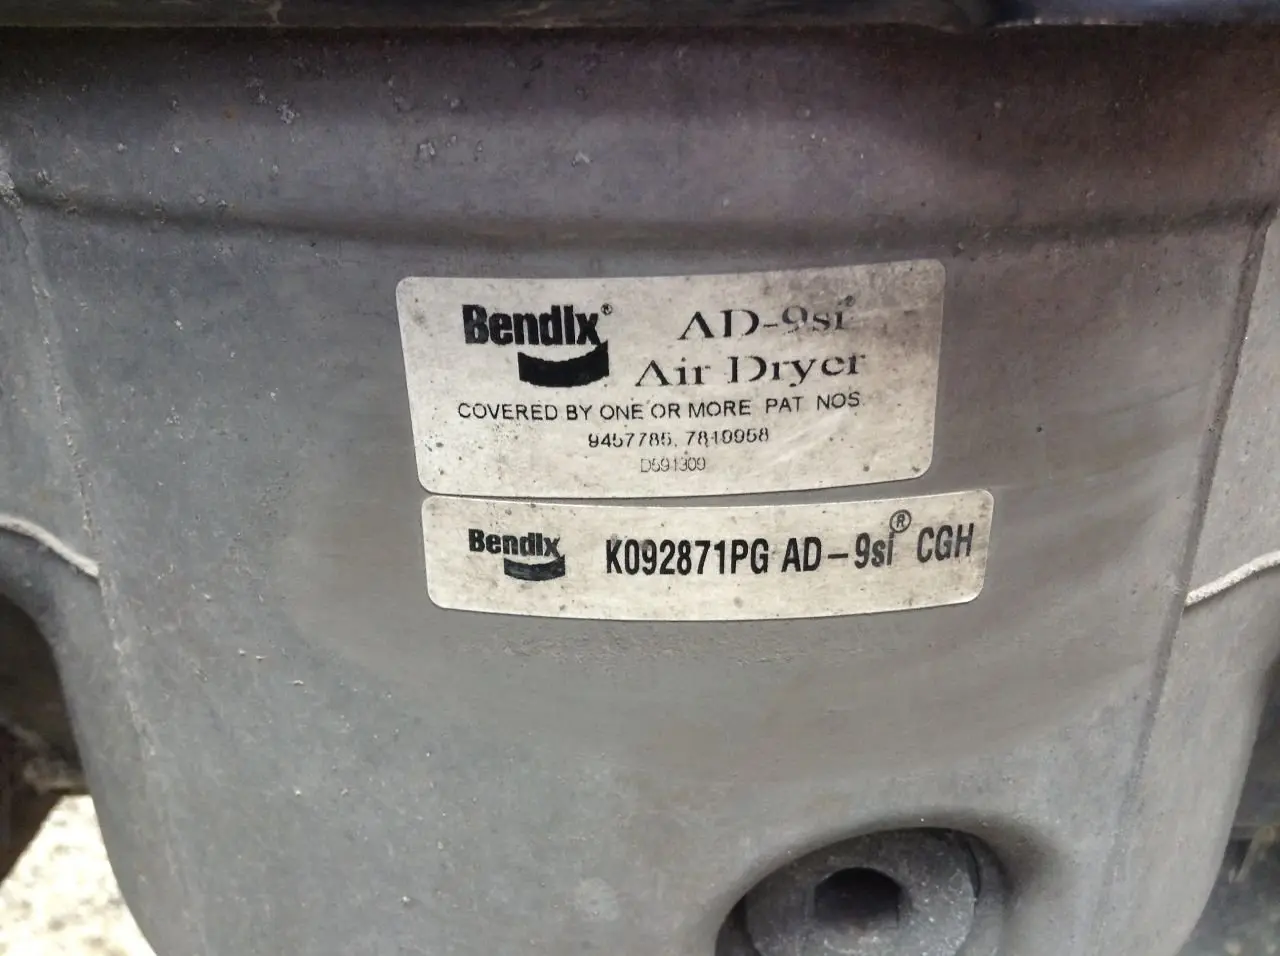 Bendix® AD-9si®
Air Dryer
COVERED BY ONE OR MORE PAT NOS.
9457785, 7810958
D591309
Bendix K092871PG AD-9si® CGH